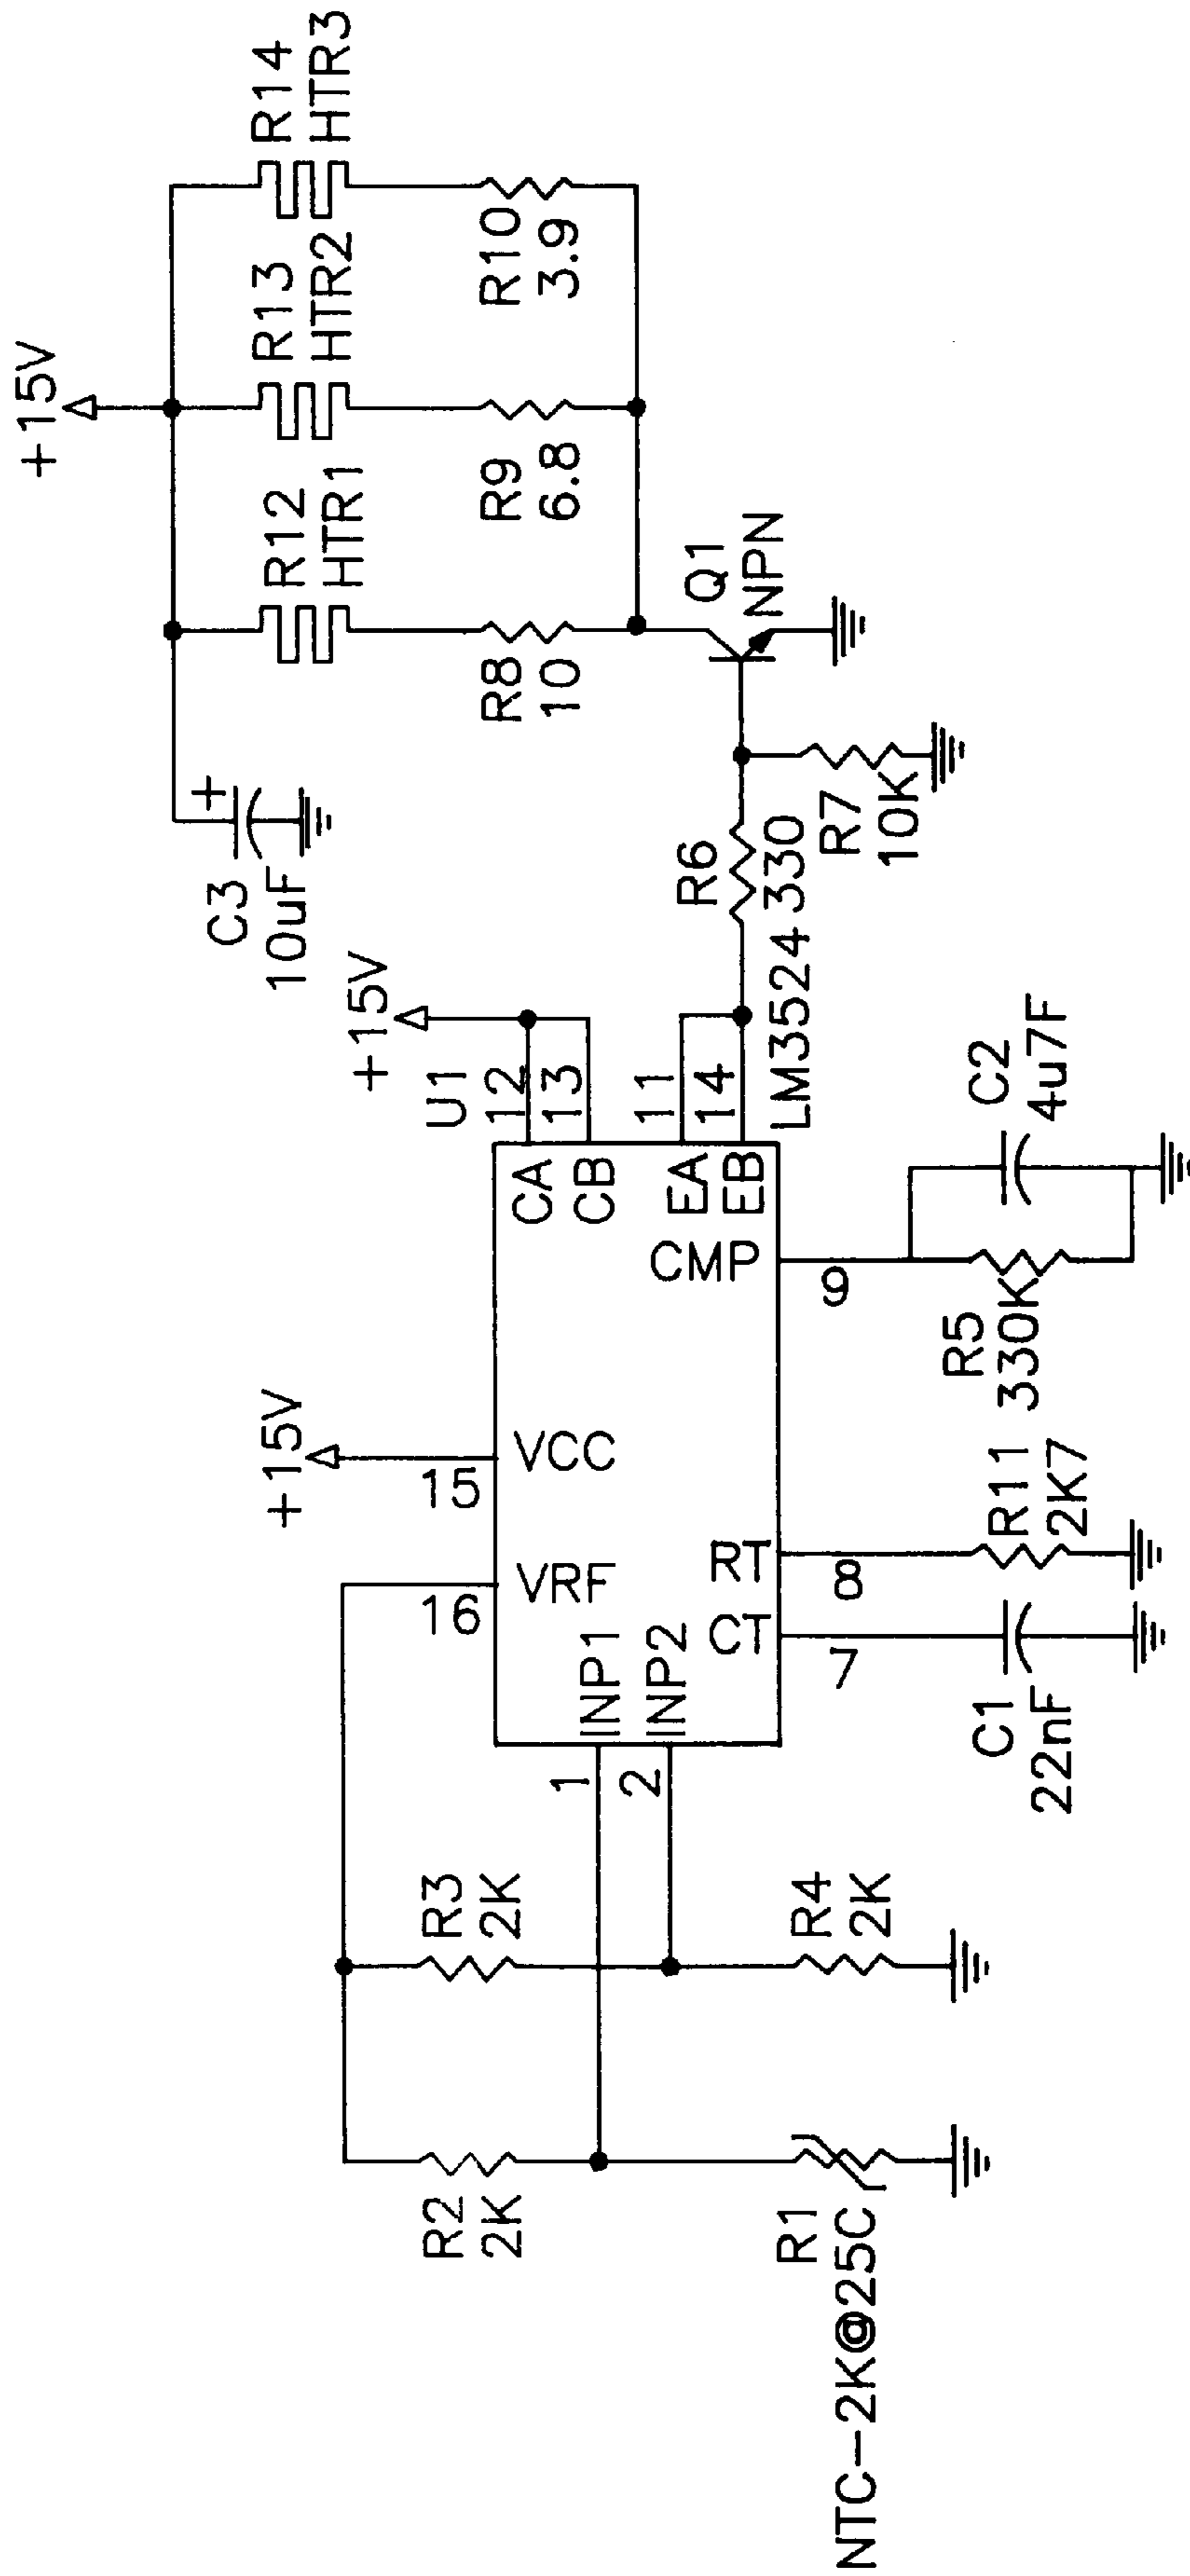 +15V
R14
HTR3
R13
HTR2
R12
HTR1
R10
3.9
R9
6.8
R8
10
C3
+
10uF
Q1
NPN
R7
10K
R6
330
+15V
U1
LM3524
12
13
11
14
CA
CB
EA
EB
CMP
9
C2
4u7F
R5
330K
+15V
15
VCC
16
VRF
RT
8
R11
2K7
CT
7
C1
22nF
INP1
INP2
1
2
R3
2K
R4
2K
R2
2K
R1
NTC-2K@25C